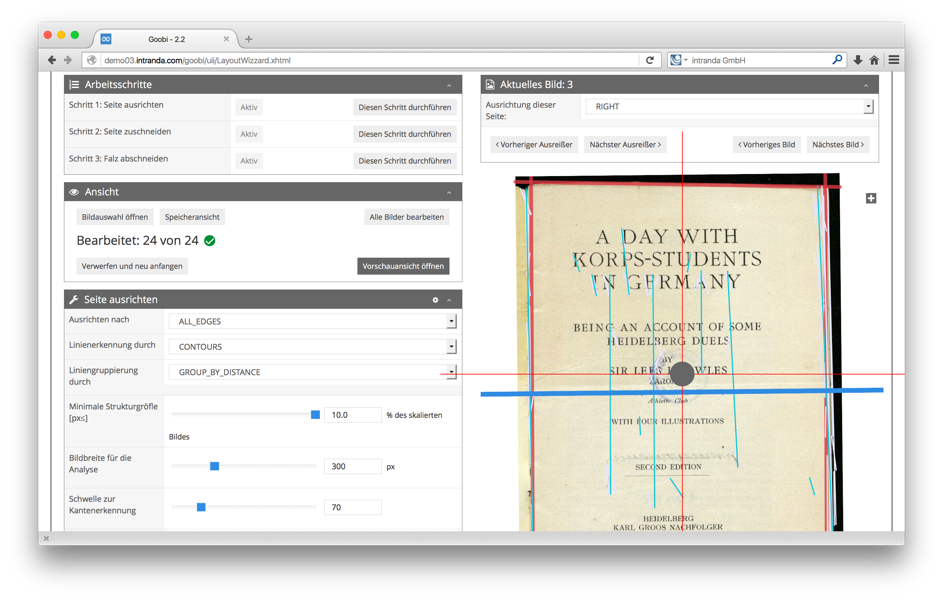 Goobi - 2.2
demo03.intranda.com/goobi/uii/LayoutWizzard.xhtml
intranda GmbH
Arbeitsschritte
Schritt 1: Seite ausrichten
Aktiv
Diesen Schritt durchführen
Schritt 2: Seite zuschneiden
Aktiv
Diesen Schritt durchführen
Schritt 3: Falz abschneiden
Aktiv
Diesen Schritt durchführen
Ansicht
Bildauswahl öffnen
Speicheransicht
Alle Bilder bearbeiten
Bearbeitet: 24 von 24
Verwerfen und neu anfangen
Vorschauansicht öffnen
Seite ausrichten
Ausrichten nach
ALL_EDGES
Linienerkennung durch
CONTOURS
Liniengruppierung
durch
GROUP_BY_DISTANCE
Minimale Strukturgröße
[px≤]
10.0
% des skalierten
Bildes
Bildbreite für die
Analyse
300
px
Schwelle zur
Kantenerkennung
70
Aktuelles Bild: 3
Ausrichtung dieser
Seite:
RIGHT
< Vorheriger Ausreißer
Nächster Ausreißer >
< Vorheriges Bild
Nächstes Bild >
A DAY WITH
KORPS-STUDENTS
IN GERMANY
BEING AN ACCOUNT OF SOME
HEIDELBERG DUELS
BY
SIR LEES
Athletic Club
WITH FOUR ILLUSTRATIONS
SECOND EDITION
HEIDELBERG
KARL GROOS NACHFOLGER